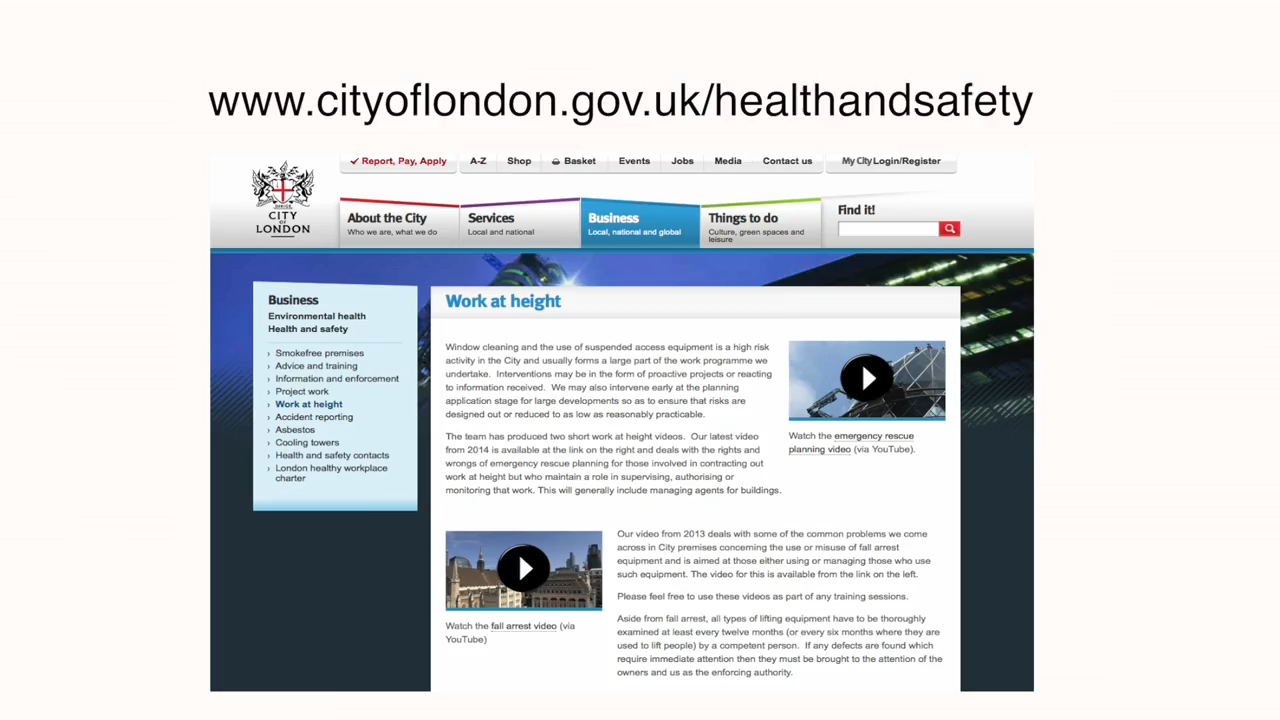 www.cityoflondon.gov.uk/healthandsafety
Report, Pay, Apply
A-Z
Shop
Basket
Events
Jobs
Media
Contact us
My City Login/Register
CITY
OF
LONDON
About the City
Who we are, what we do
Services
Local and national
Business
Local, national and global
Things to do
Culture, green spaces and
leisure
Find it!
Business
Environmental health
Health and safety
› Smokefree premises
› Advice and training
› Information and enforcement
› Project work
› Work at height
› Accident reporting
› Asbestos
› Cooling towers
› Health and safety contacts
› London healthy workplace
charter
Work at height
Window cleaning and the use of suspended access equipment is a high risk
activity in the City and usually forms a large part of the work programme we
undertake. Interventions may be in the form of proactive projects or reacting
to information received. We may also intervene early at the planning
application stage for large developments so as to ensure that risks are
designed out or reduced to as low as reasonably practicable.
The team has produced two short work at height videos. Our latest video
from 2014 is available at the link on the right and deals with the rights and
wrongs of emergency rescue planning for those involved in contracting out
work at height but who maintain a role in supervising, authorising or
monitoring that work. This will generally include managing agents for buildings.
Watch the emergency rescue
planning video (via YouTube).
Watch the fall arrest video (via
YouTube)
Our video from 2013 deals with some of the common problems we come
across in City premises concerning the use or misuse of fall arrest
equipment and is aimed at those either using or managing those who use
such equipment. The video for this is available from the link on the left.
Please feel free to use these videos as part of any training sessions.
Aside from fall arrest, all types of lifting equipment have to be thoroughly
examined at least every twelve months (or every six months where they are
used to lift people) by a competent person. If any defects are found which
require immediate attention then they must be brought to the attention of the
owners and us as the enforcing authority.